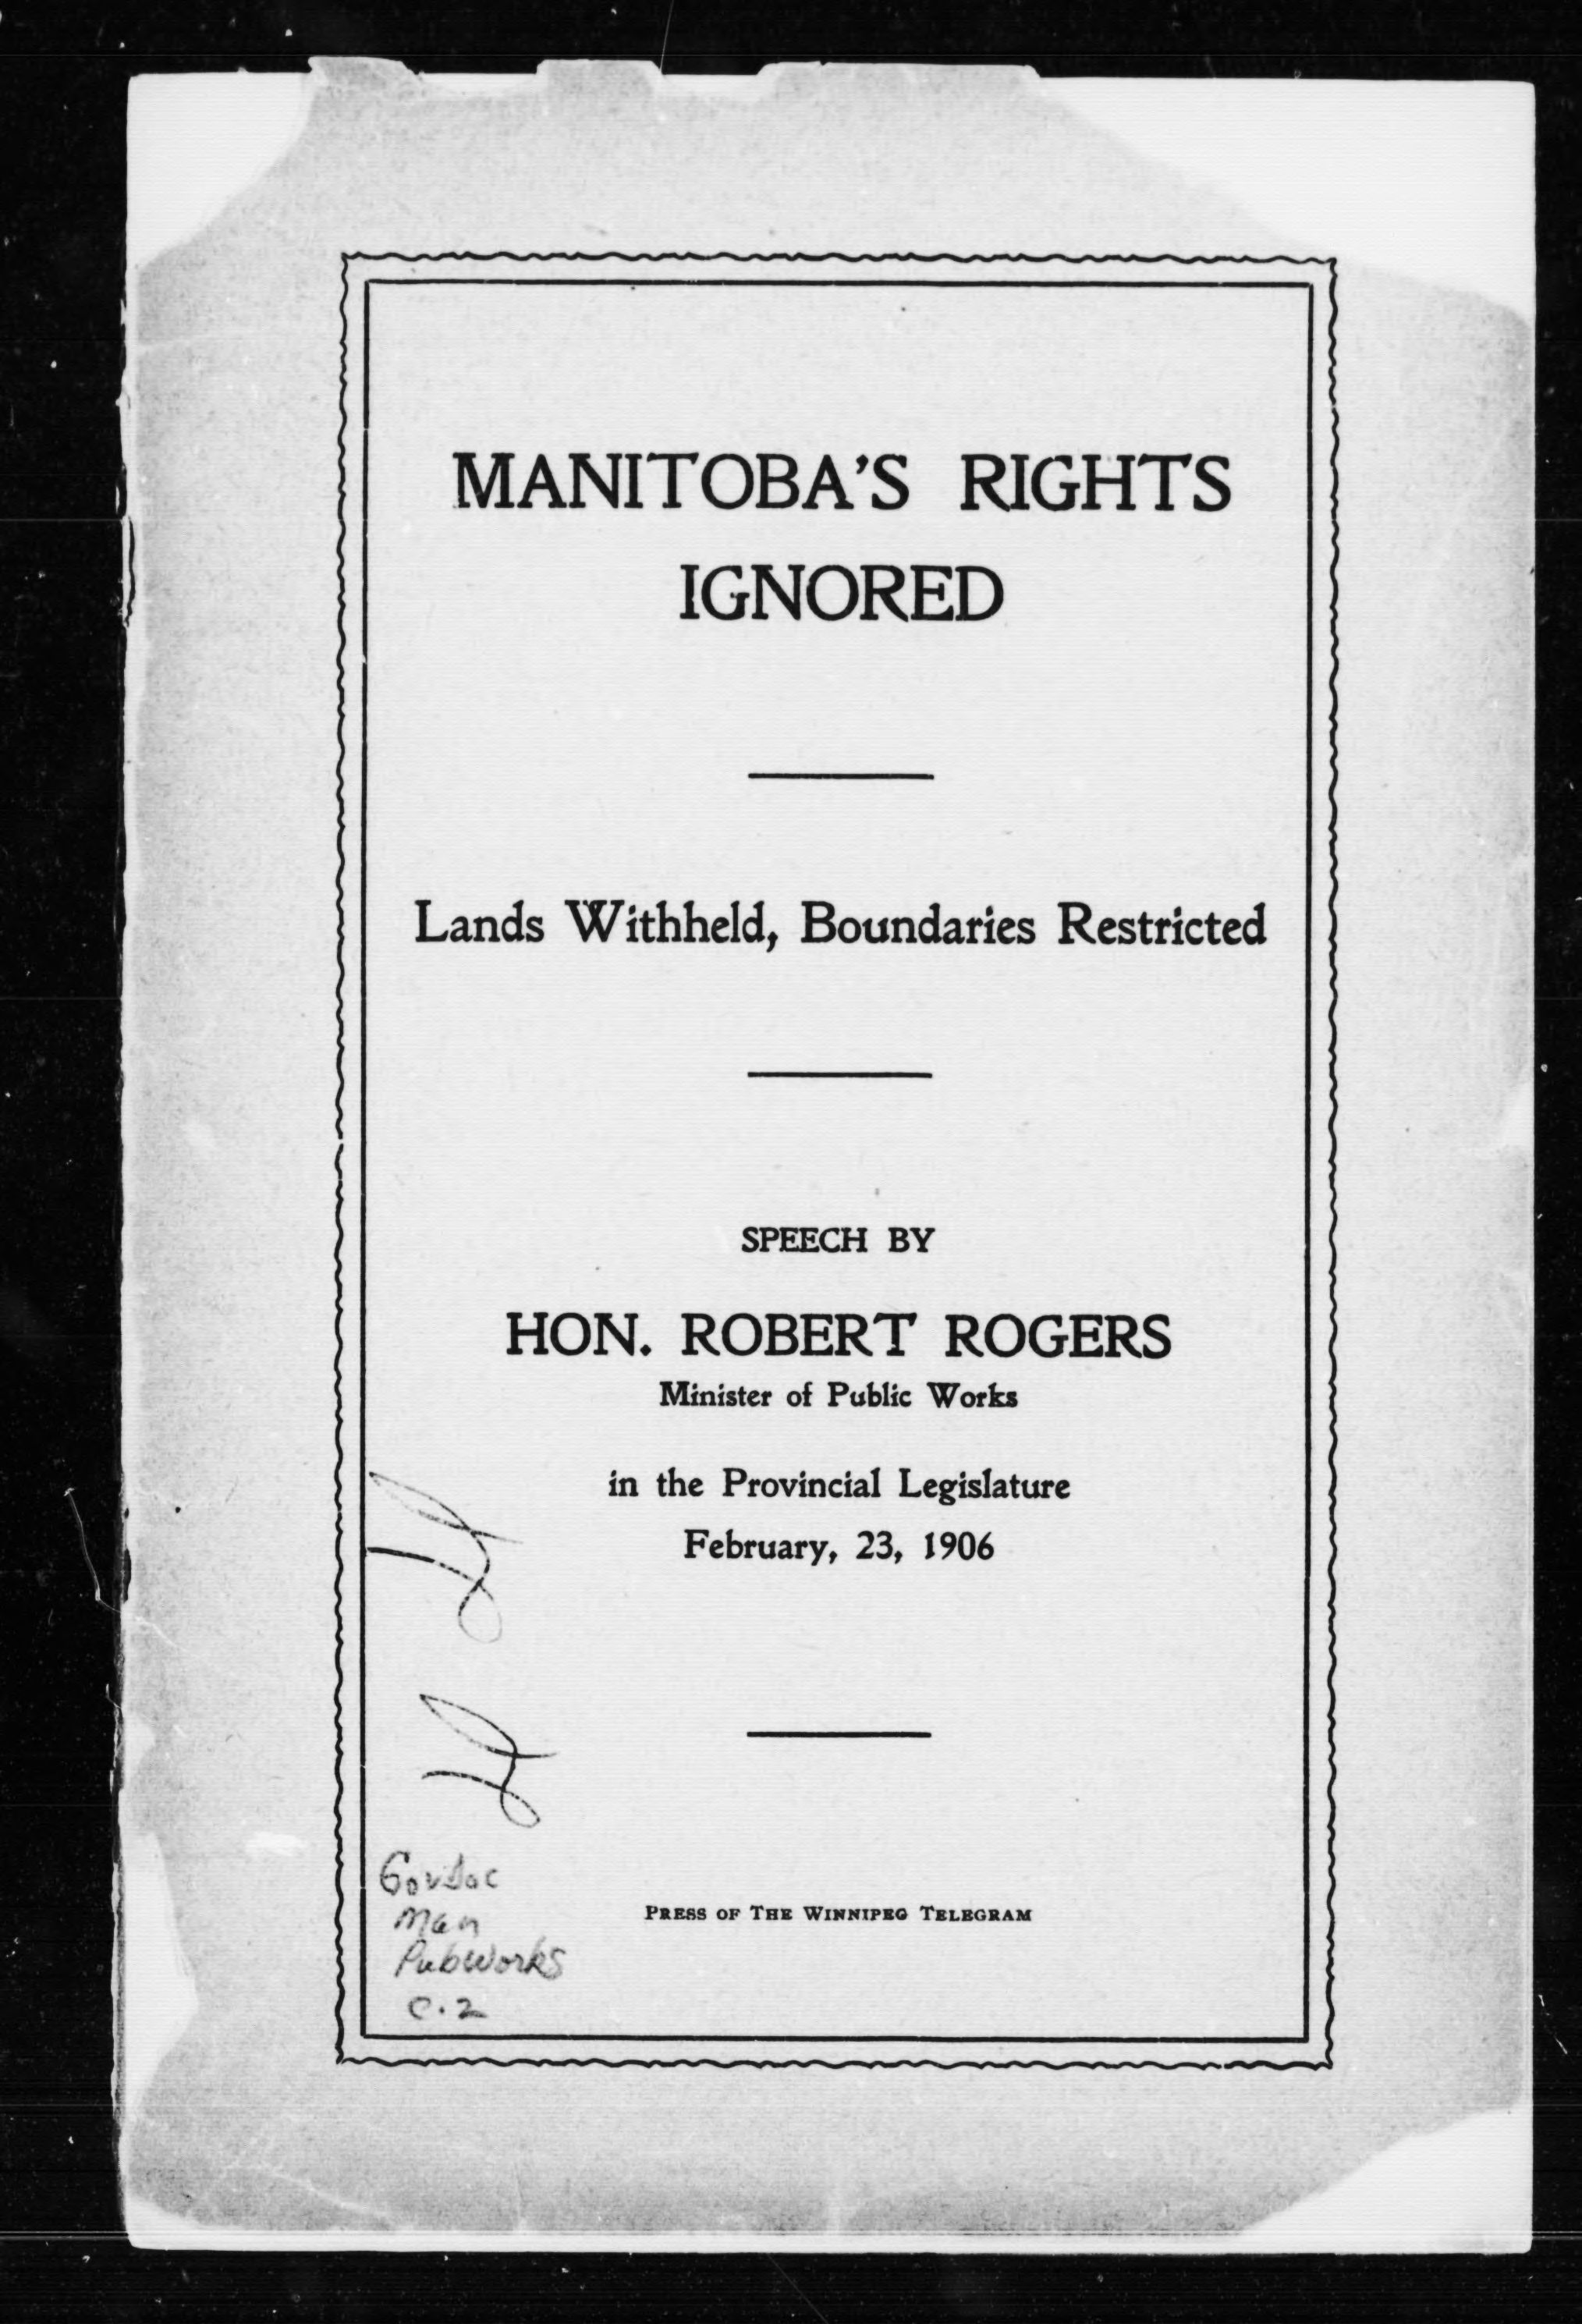 MANITOBA'S RIGHTS
IGNORED
Lands Withheld, Boundaries Restricted
SPEECH BY
HON. ROBERT ROGERS
Minister of Public Works
in the Provincial Legislature
February, 23, 1906
PRESS OF THE WINNIPEG TELEGRAM
GovDoc
Man
PubWorks
C.2